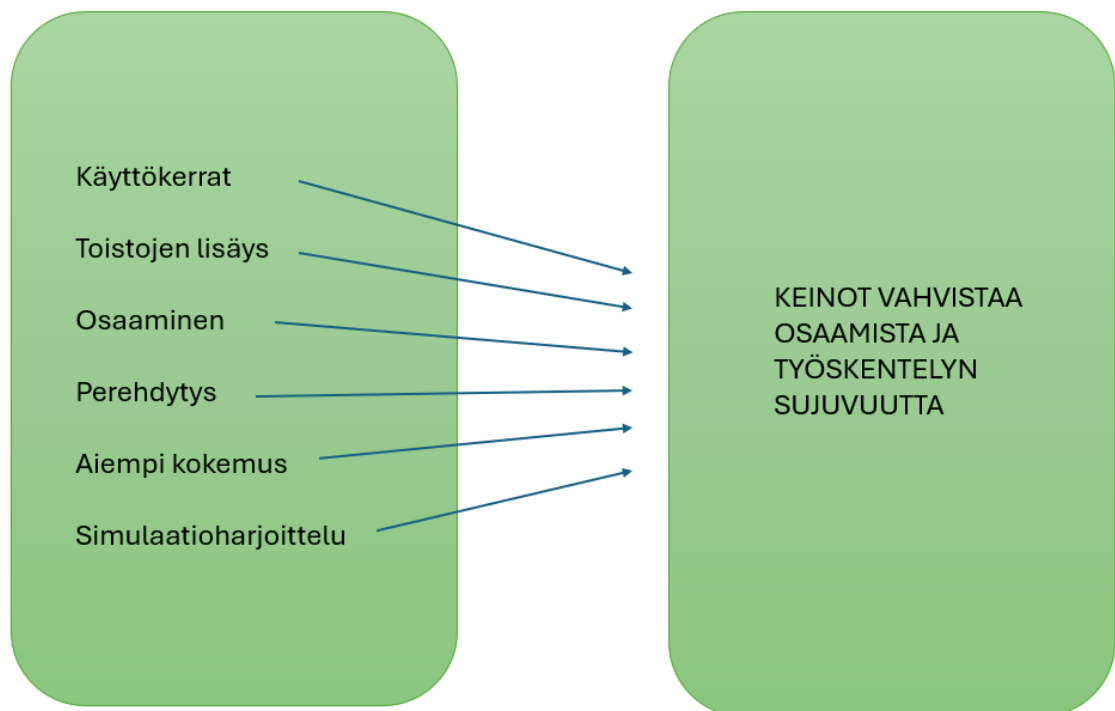 Käyttökerrat
Toistojen lisäys
Osaaminen
Perehdytys
Aiempi kokemus
Simulaatioharjoittelu
KEINOT VAHVISTAA
OSAAMISTA JA
TYÖSKENTELYN
SUJUVUUTTA